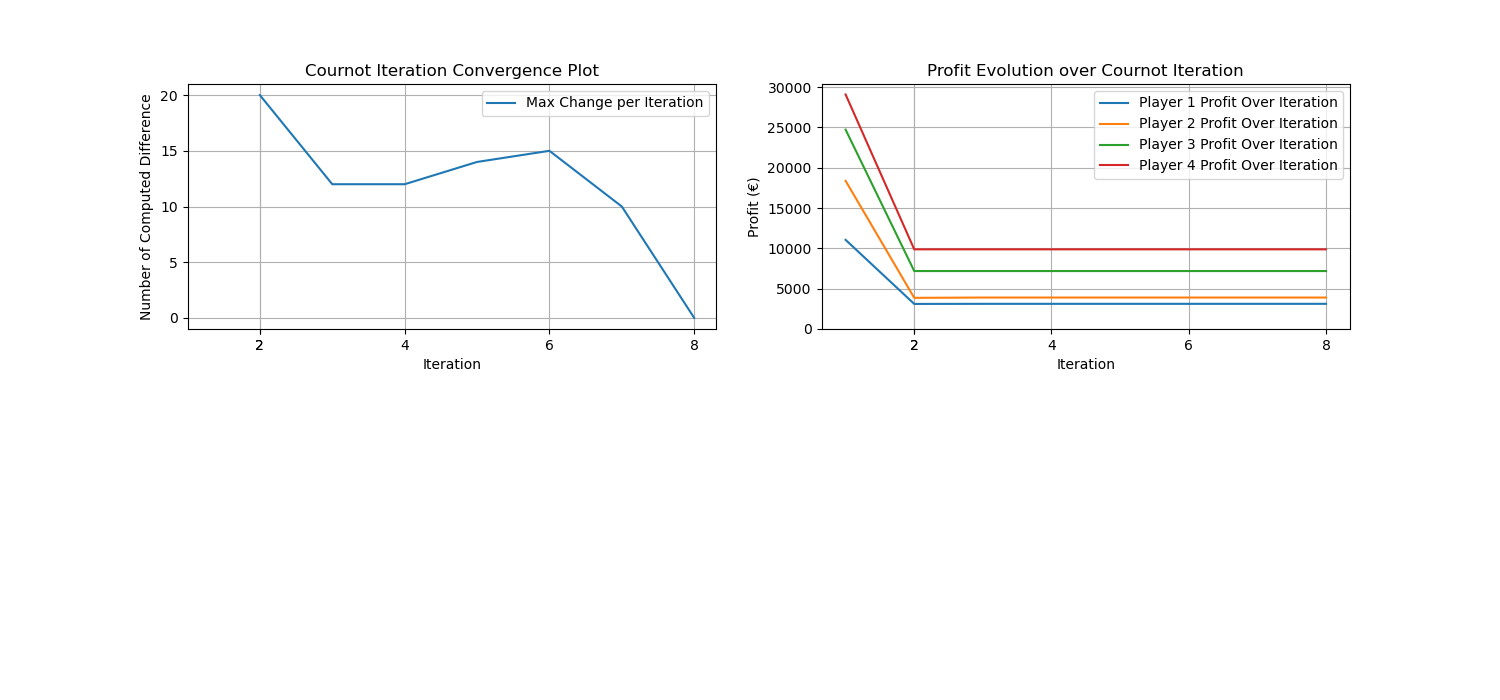 Cournot Iteration Convergence Plot
Number of Computed Difference
20
15
10
5
0
Max Change per Iteration
2
4
6
8
Iteration
Profit Evolution over Cournot Iteration
Profit (€)
30000
25000
20000
15000
10000
5000
0
Player 1 Profit Over Iteration
Player 2 Profit Over Iteration
Player 3 Profit Over Iteration
Player 4 Profit Over Iteration
2
4
6
8
Iteration